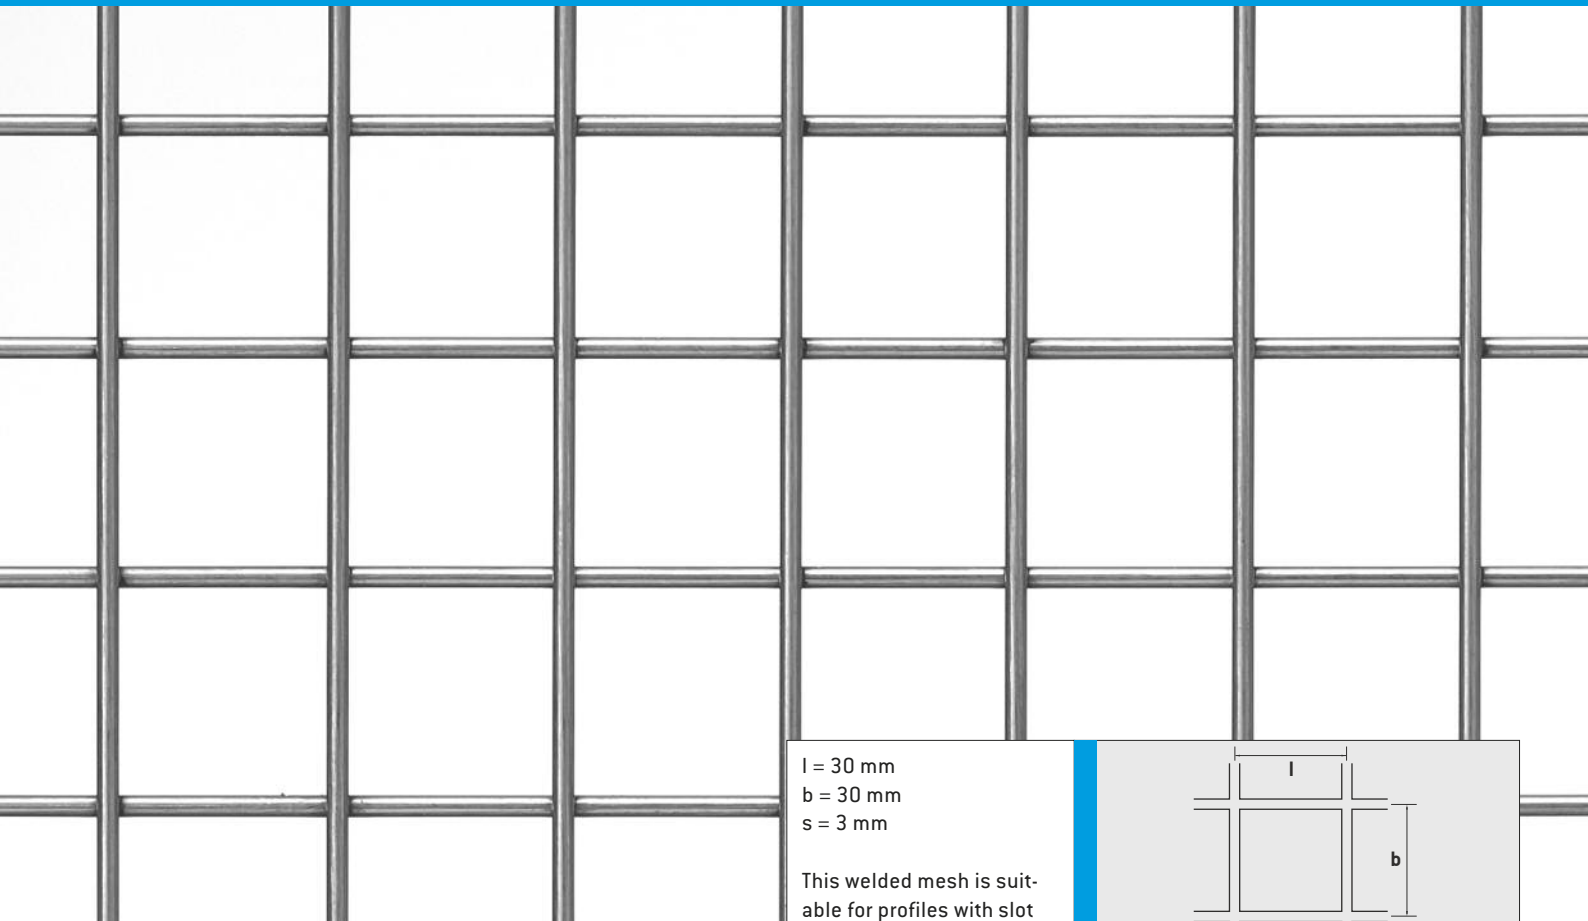 l = 30 mm
b = 30 mm
s = 3 mm
This welded mesh is suit-
able for profiles with slot
l
b